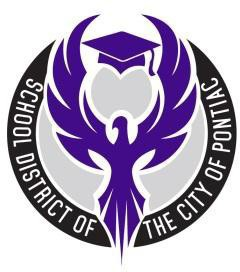 SCHOOL DISTRICT OF
THE CITY OF PONTIAC